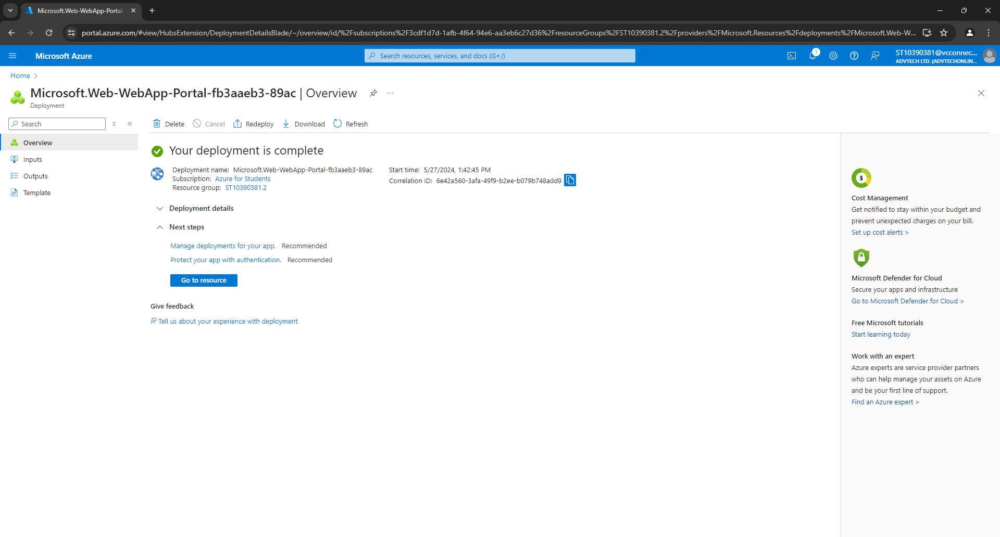 Microsoft.Web-WebApp-Portal-
portal.azure.com/#view/HubsExtension/DeploymentDetailsBlade/~/overview/id/%2Fsubscriptions%2F3cdf1d7d-1afb-4f64-94e6-aa3eb6c27d36%2FresourceGroups%2FST10390381.2%2Fproviders%2FMicrosoft.Resources%2Fdeployments%2FMicrosoft.Web-W...
Microsoft Azure
Search resources, services, and docs (G+/)
1
ST10390381@vcconnec...
ADVTECH LTD. (ADVTECHONLIN...
Home
Microsoft.Web-WebApp-Portal-fb3aaeb3-89ac | Overview
Deployment
Search
Delete Cancel Redeploy Download Refresh
Overview
Inputs
Outputs
Template
Your deployment is complete
Deployment name: Microsoft.Web-WebApp-Portal-fb3aaeb3-89ac
Subscription: Azure for Students
Resource group: ST10390381.2
Start time: 5/27/2024, 1:42:45 PM
Correlation ID: 6e42a560-3afa-49f9-b2ee-b079b748add9
Deployment details
Next steps
Manage deployments for your app. Recommended
Protect your app with authentication. Recommended
Go to resource
Give feedback
Tell us about your experience with deployment
$
Cost Management
Get notified to stay within your budget and
prevent unexpected charges on your bill.
Set up cost alerts >
Microsoft Defender for Cloud
Secure your apps and infrastructure
Go to Microsoft Defender for Cloud >
Free Microsoft tutorials
Start learning today
Work with an expert
Azure experts are service provider partners
who can help manage your assets on Azure
and be your first line of support.
Find an Azure expert >